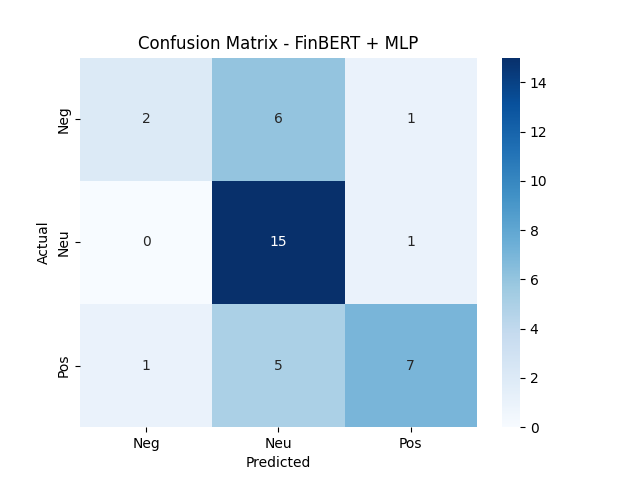 Confusion Matrix - FinBERT + MLP
Neg 2 6 1
Neu 0 15 1
Pos 1 5 7
Actual
Neg Neu Pos
Predicted
14
12
10
8
6
4
2
0